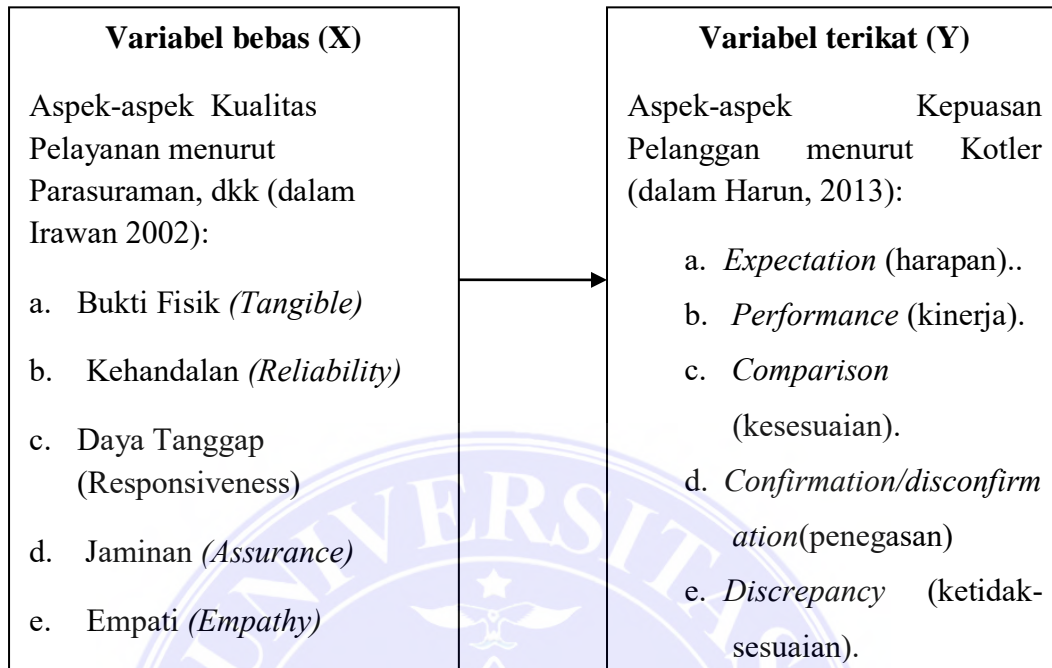 Variabel bebas (X)
Aspek-aspek Kualitas
Pelayanan menurut
Parasuraman, dkk (dalam
Irawan 2002):
a. Bukti Fisik (Tangible)
b. Kehandalan (Reliability)
c. Daya Tanggap
(Responsiveness)
d. Jaminan (Assurance)
e. Empati (Empathy)
Variabel terikat (Y)
Aspek-aspek Kepuasan
Pelanggan menurut Kotler
(dalam Harun, 2013):
a. Expectation (harapan)..
b. Performance (kinerja).
c. Comparison
(kesesuaian).
d. Confirmation/disconfirm
ation(penegasan)
e. Discrepancy (ketidak-
sesuaian).
UNIVERSITAS